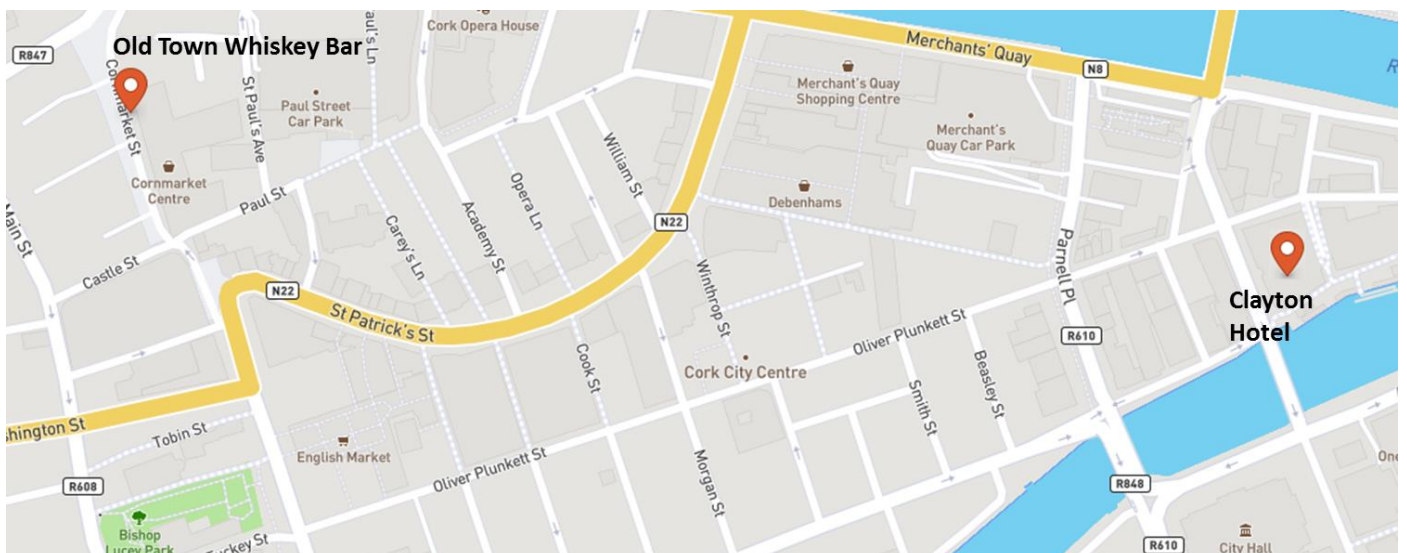 R847
Old Town Whiskey Bar
Cork Opera House
Merchants' Quay
N8
Cornmarket St
St Paul's Ave
aul's Ln
Paul Street
Car Park
Merchant's Quay
Shopping Centre
Merchant's
Quay Car Park
William St
Opera Ln
Academy St
Carey's Ln
Cornmarket
Centre
Paul St
Debenhams
N22
Main St
Castle St
Winthrop St
Parnell Pl
Clayton
Hotel
N22
St Patrick's St
Oliver Plunkett St
R610
Cook St
Cork City Centre
Smith St
Beasley St
shington St
Tobin St
English Market
Oliver Plunkett St
Morgan St
R608
R848
Bishop
Lucey Park
uckey St
R610
City Hall
One
R